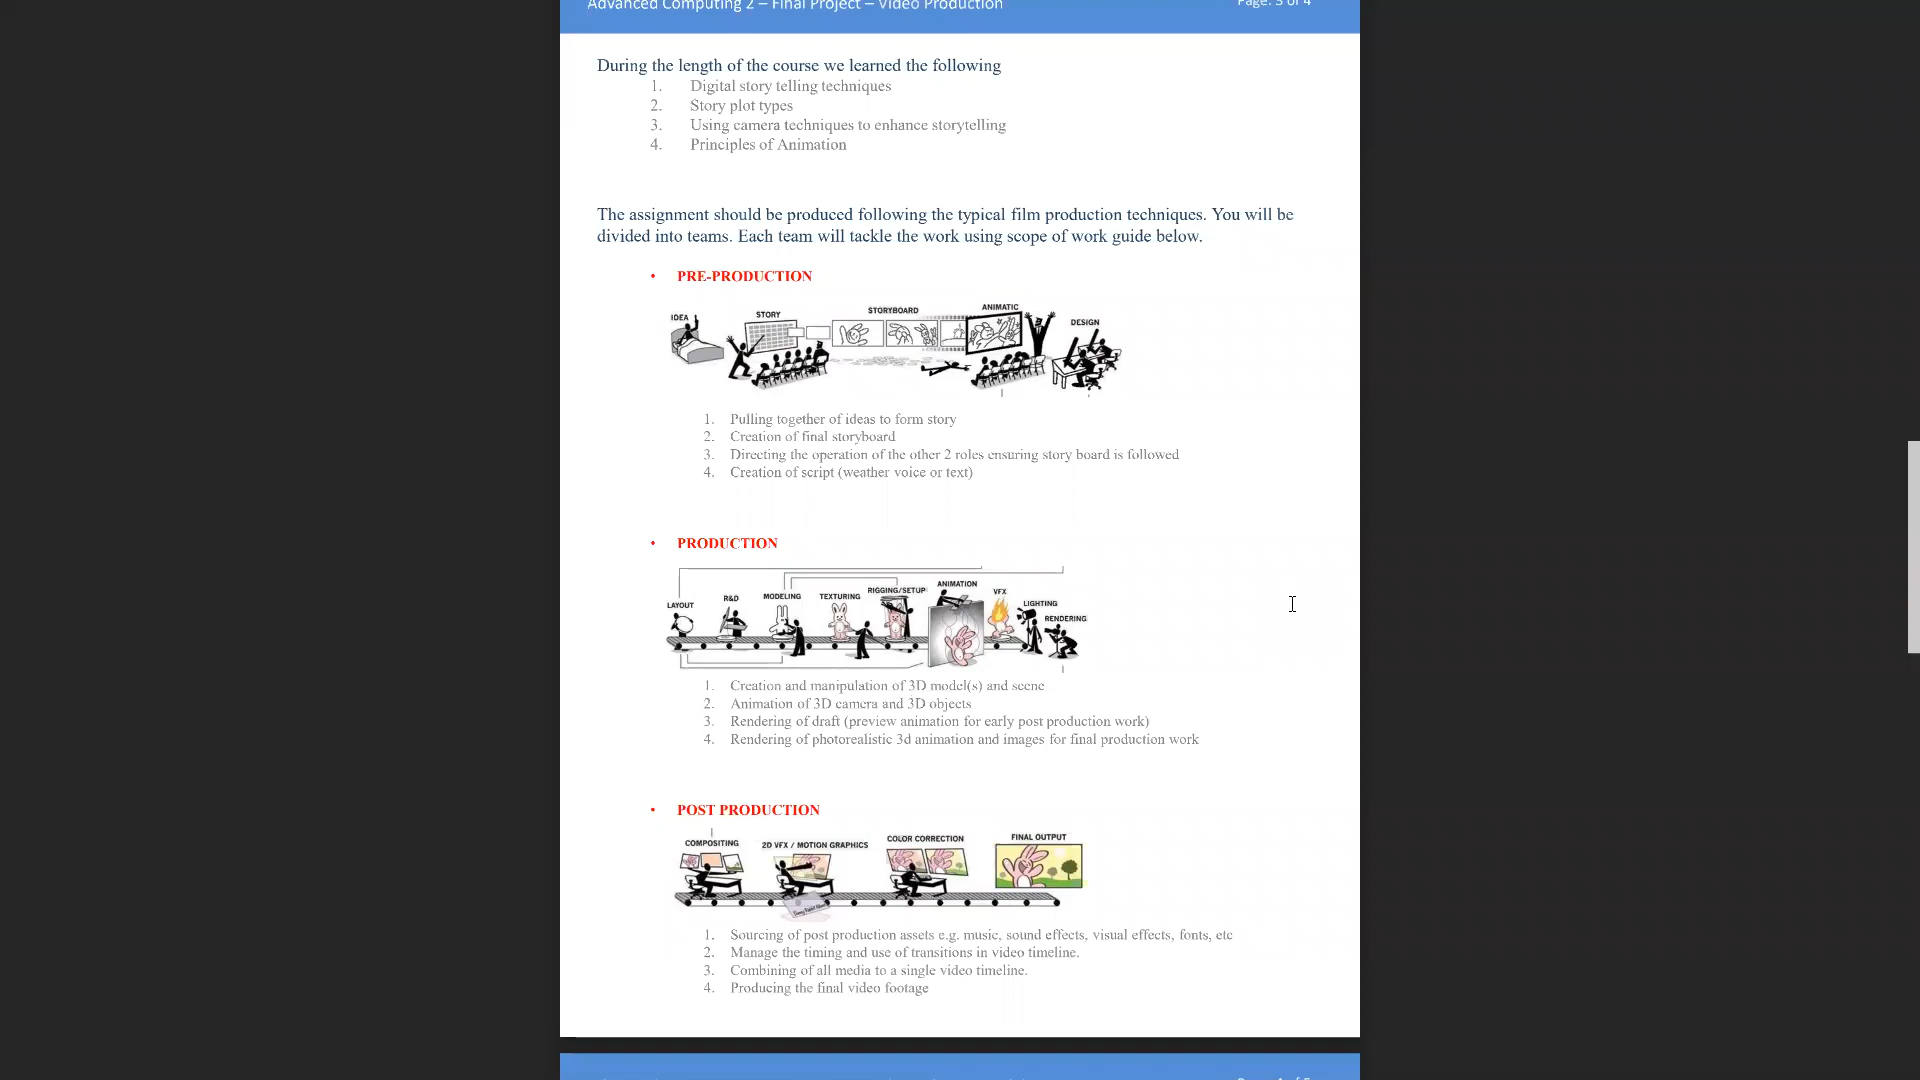 Advanced Computing 2 – Final Project – Video Production
Page: 3 of 4
During the length of the course we learned the following
1. Digital story telling techniques
2. Story plot types
3. Using camera techniques to enhance storytelling
4. Principles of Animation
The assignment should be produced following the typical film production techniques. You will be
divided into teams. Each team will tackle the work using scope of work guide below.
• PRE-PRODUCTION
IDEA
STORY
STORYBOARD
ANIMATIC
DESIGN
1. Pulling together of ideas to form story
2. Creation of final storyboard
3. Directing the operation of the other 2 roles ensuring story board is followed
4. Creation of script (weather voice or text)
• PRODUCTION
LAYOUT
R&D
MODELING
TEXTURING
RIGGING/SETUP
ANIMATION
VFX
LIGHTING
RENDERING
1. Creation and manipulation of 3D model(s) and scene
2. Animation of 3D camera and 3D objects
3. Rendering of draft (preview animation for early post production work)
4. Rendering of photorealistic 3d animation and images for final production work
• POST PRODUCTION
COMPOSITING
2D VFX / MOTION GRAPHICS
COLOR CORRECTION
FINAL OUTPUT
1. Sourcing of post production assets e.g. music, sound effects, visual effects, fonts, etc
2. Manage the timing and use of transitions in video timeline.
3. Combining of all media to a single video timeline.
4. Producing the final video footage